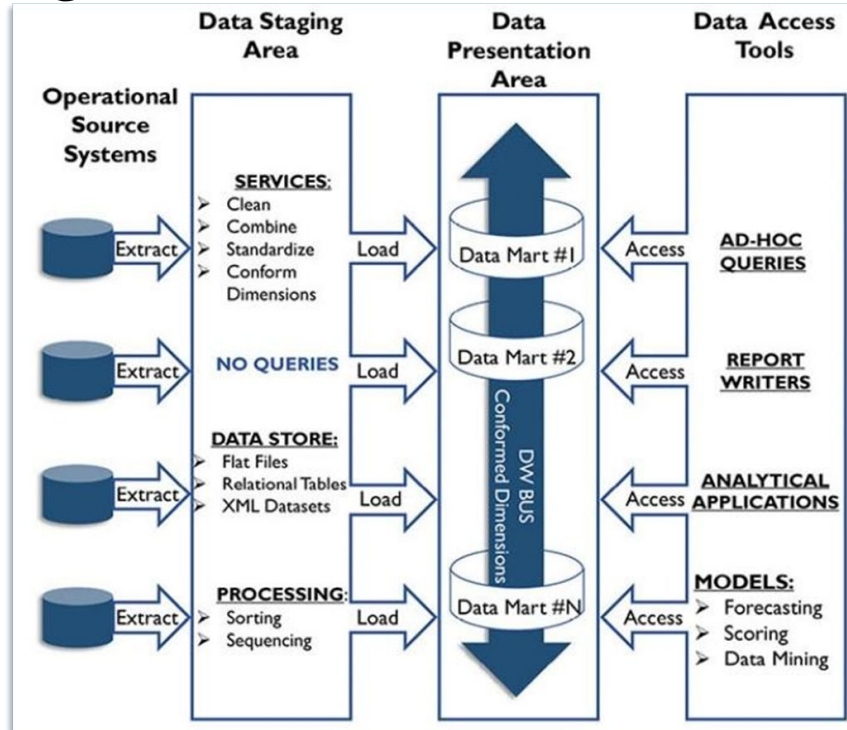 Data Staging
Area
Data
Presentation
Area
Data Access
Tools
Operational
Source
Systems
SERVICES:
Clean
Combine
Standardize
Conform
Dimensions
NO QUERIES
DATA STORE:
Flat Files
Relational Tables
XML Datasets
PROCESSING:
Sorting
Sequencing
Extract
Extract
Extract
Extract
Load
Load
Load
Load
Data Mart #1
Data Mart #2
DW BUS
Conformed Dimensions
Data Mart #N
Access
Access
Access
Access
AD-HOC
QUERIES
REPORT
WRITERS
ANALYTICAL
APPLICATIONS
MODELS:
Forecasting
Scoring
Data Mining